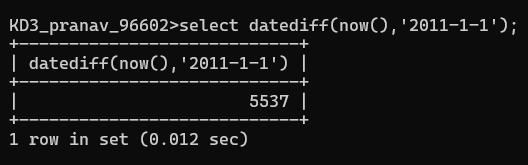 KD3_pranav_96602>select datediff(now(),'2011-1-1');
+----------------------------+
| datediff(now(),'2011-1-1') |
+----------------------------+
|                       5537 |
+----------------------------+
1 row in set (0.012 sec)